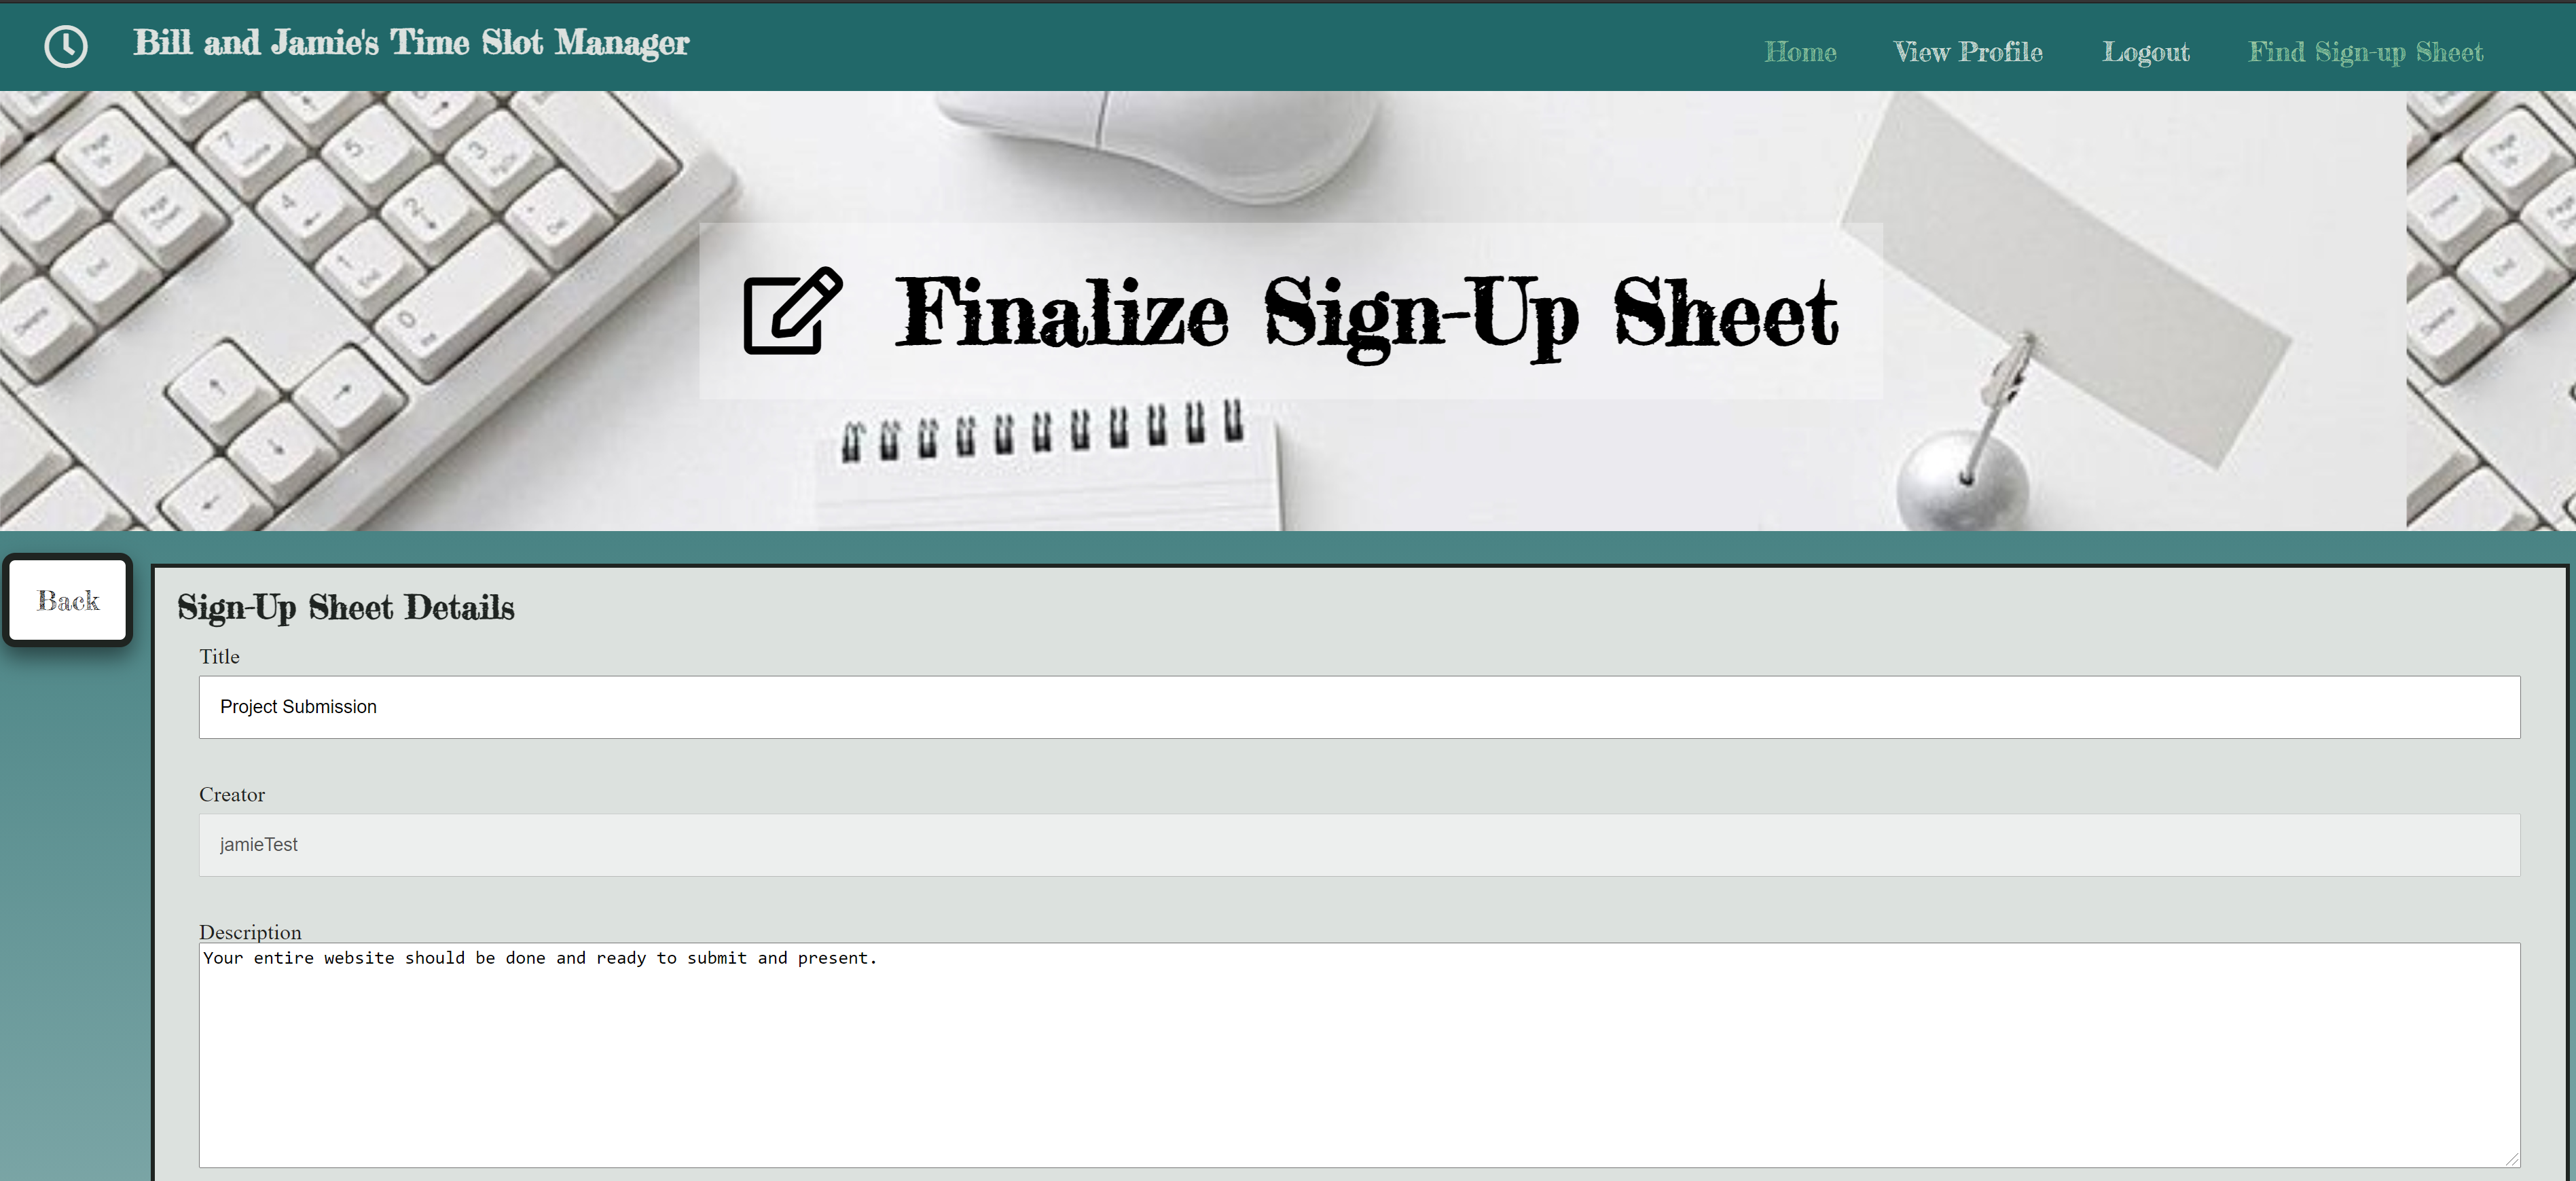 Bill and Jamie's Time Slot Manager
Home View Profile Logout Find Sign-up Sheet
Finalize Sign-Up Sheet
Back
Sign-Up Sheet Details
Title
Project Submission
Creator
jamieTest
Description
Your entire website should be done and ready to submit and present.